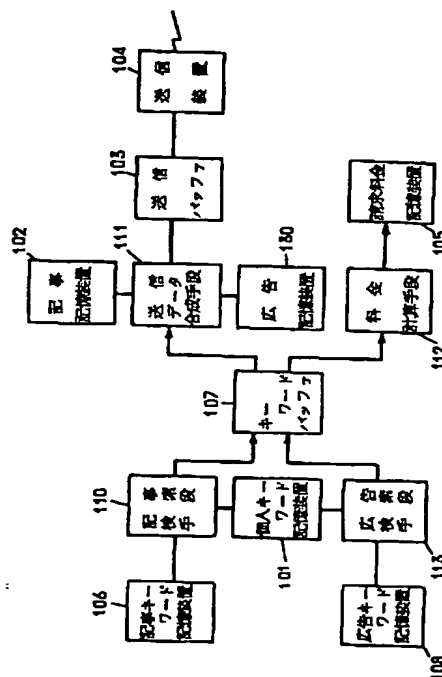 106
記事キー
ワード
記憶装置
110
記事
検索
手段
101
個人キー
ワード
記憶装置
108
広告キー
ワード
記憶装置
113
広告
検索
手段
107
キー
ワード
バッファ
102
記事
記憶装置
111
送信
データ
合成手段
広告
記憶装置
103
送信
バッファ
104
送信
装置
112
料金
計算手段
105
請求料金
記憶装置